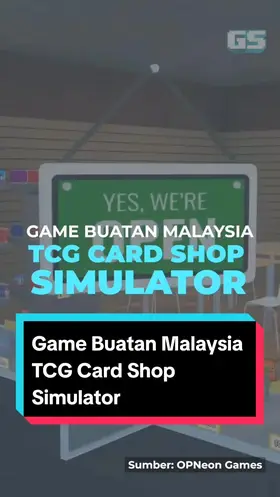 GS
YES, WE'RE
OPEN
GAME BUATAN MALAYSIA
TCG CARD SHOP
SIMULATOR
Game Buatan Malaysia
TCG Card Shop
Simulator
Sumber: OPNeon Games